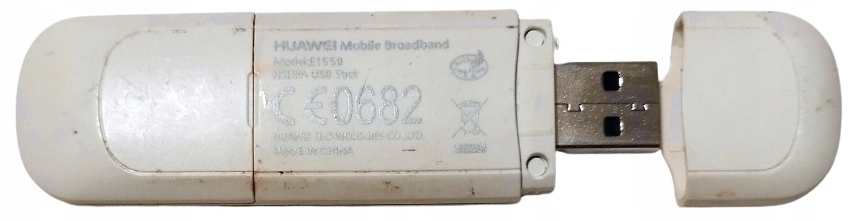 HUAWEI Mobile Broadband
Model:E1550
HSDPA USB Stick
CE0682
HUAWEI TECHNOLOGIES CO.,LTD.
MADE IN CHINA